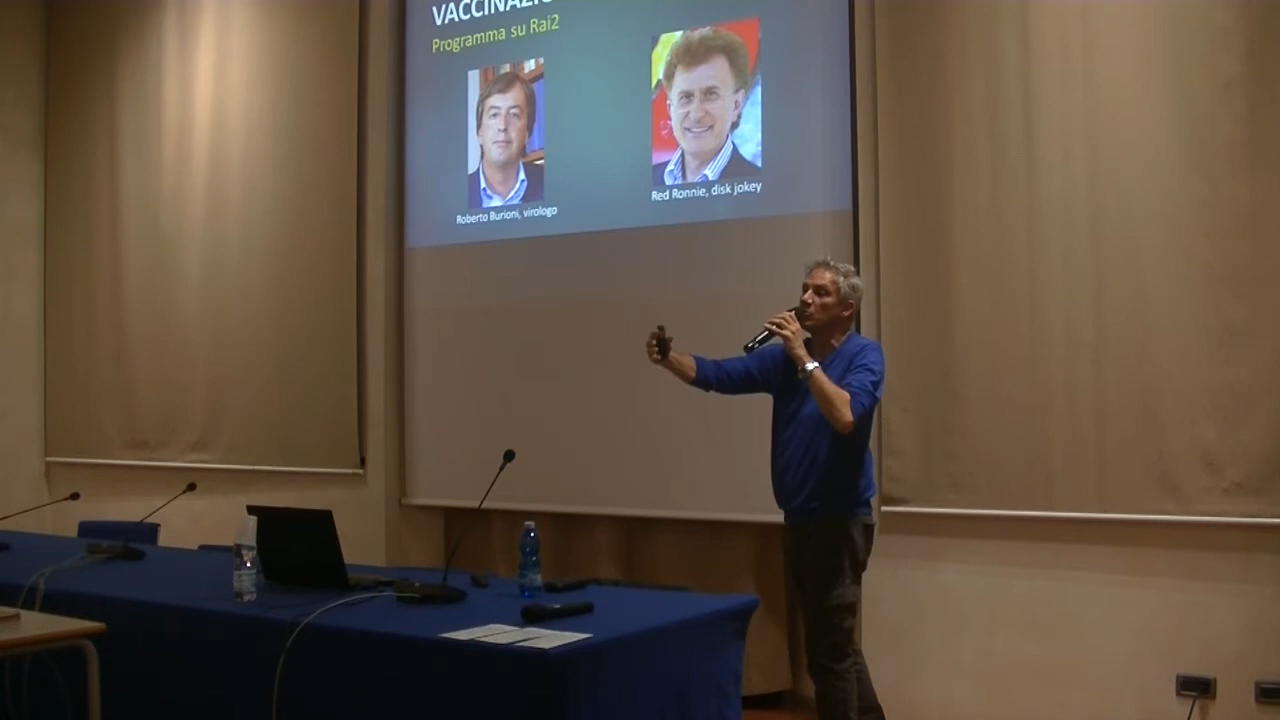 VACCINAZIO
Programma su Rai2
Roberto Burioni, virologo
Red Ronnie, disk jokey